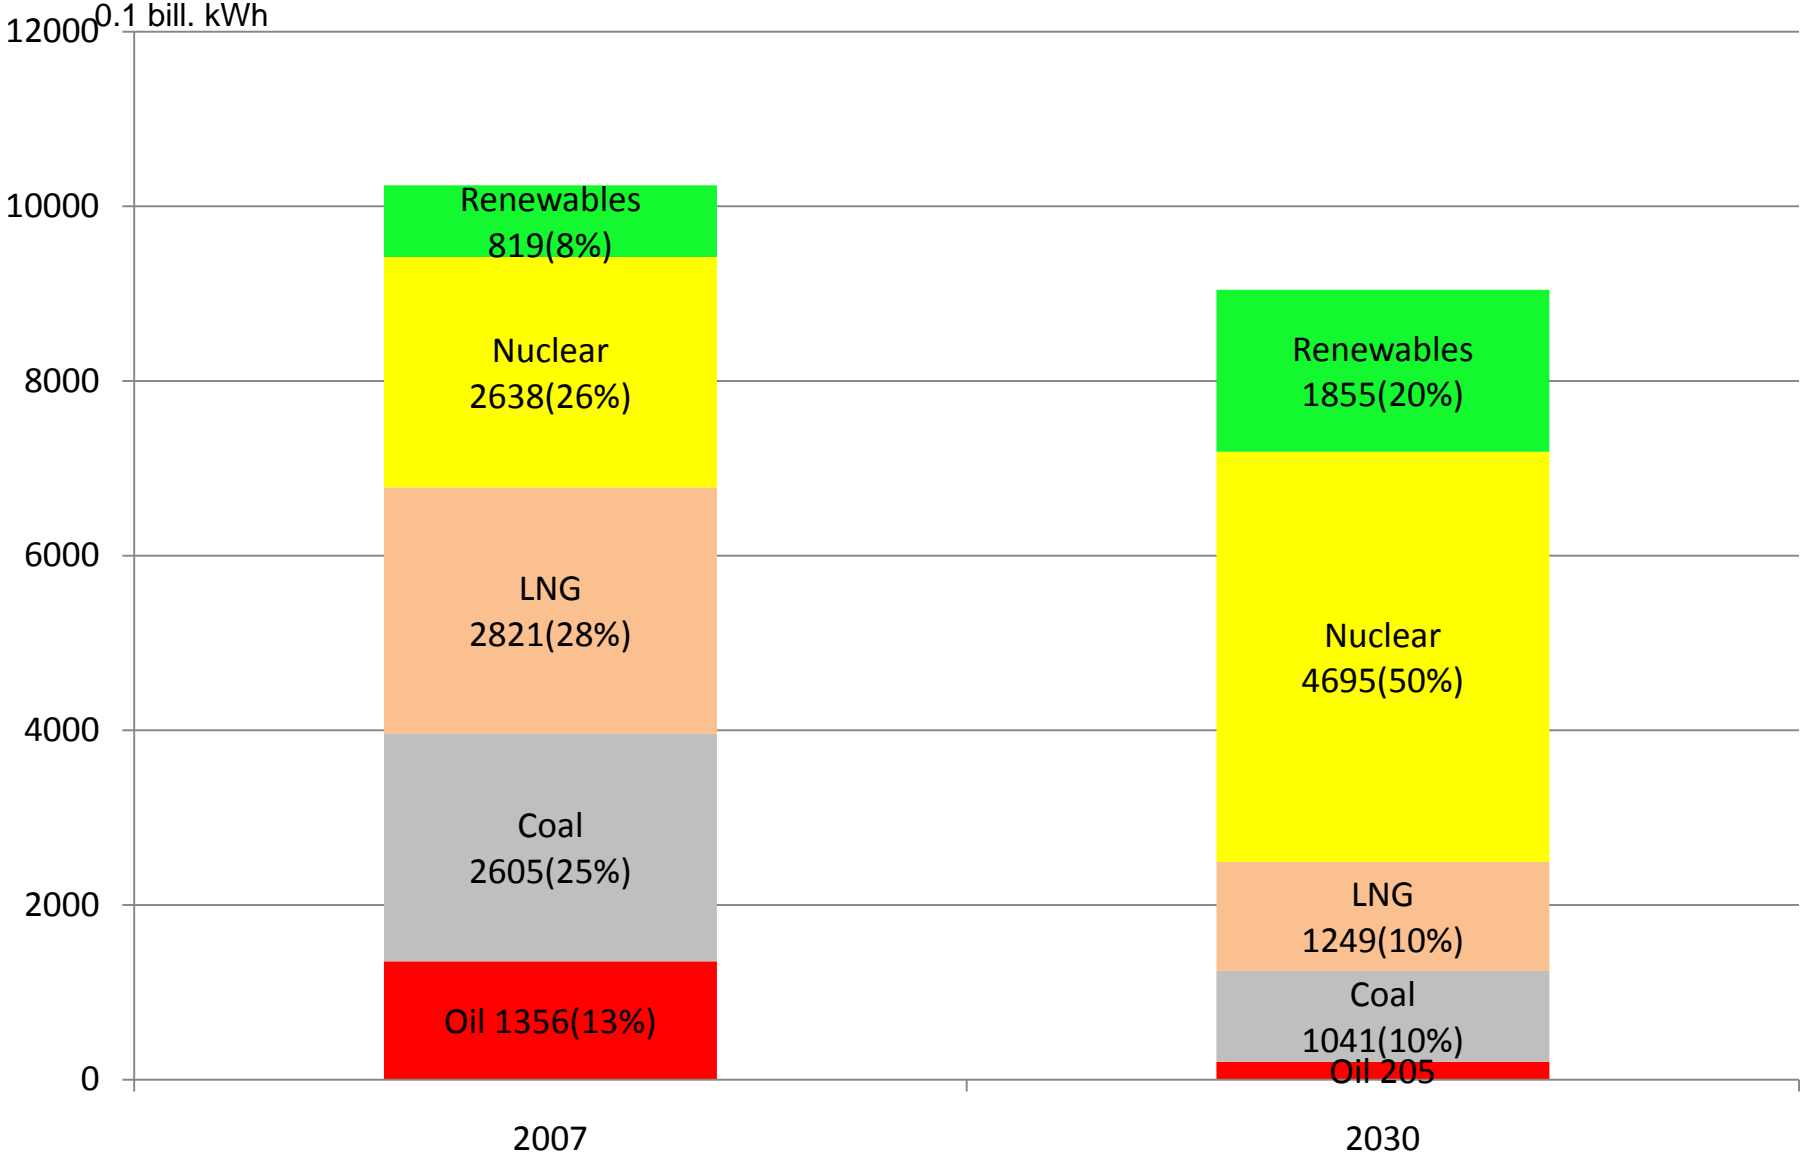 0.1 bill. kWh
12000
10000
8000
6000
4000
2000
0
Renewables
819(8%)
Nuclear
2638(26%)
LNG
2821(28%)
Coal
2605(25%)
Oil 1356(13%)
Renewables
1855(20%)
Nuclear
4695(50%)
LNG
1249(10%)
Coal
1041(10%)
Oil 205
2007
2030